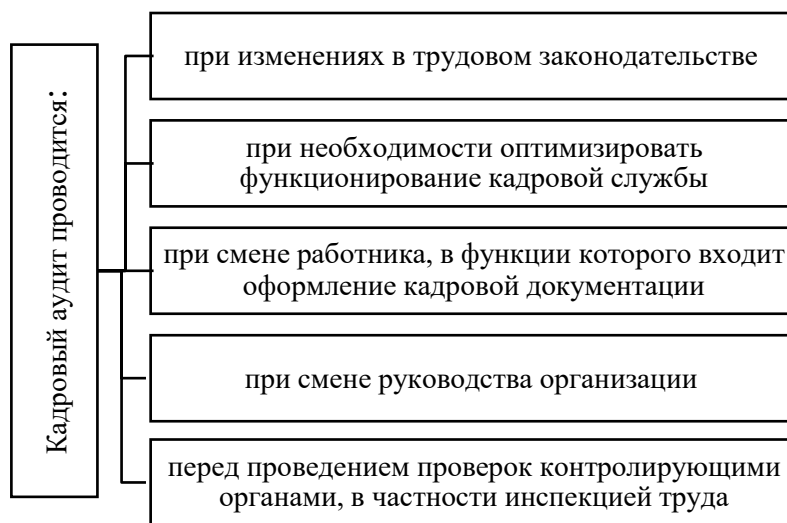 Кадровый аудит проводится:
при изменениях в трудовом законодательстве
при необходимости оптимизировать
функционирование кадровой службы
при смене работника, в функции которого входит
оформление кадровой документации
при смене руководства организации
перед проведением проверок контролирующими
органами, в частности инспекцией труда